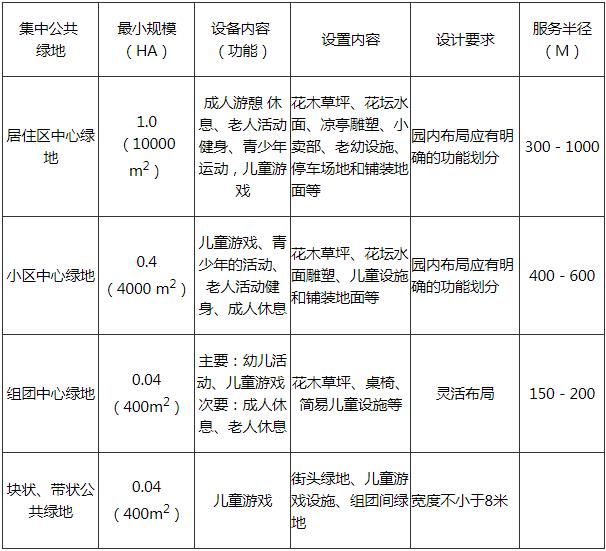 集中公共
绿地
最小规模
（HA）
设备内容
（功能）
设置内容
设计要求
服务半径
（M）
居住区中心绿
地
1.0
（10000
m²）
成人游憩 休
息、老人活动
健身、青少年
运动，儿童游
戏
花木草坪、花坛水
面、凉亭雕塑、小
卖部、老幼设施、
停车场地和铺装地
面等
园内布局应有明
确的功能划分
300－1000
小区中心绿地
0.4
（4000 m²）
儿童游戏、青
少年的活动、
老人活动健
身、成人休息
花木草坪、花坛水
面雕塑、儿童设施
和铺装地面等
园内布局应有明
确的功能划分
400－600
组团中心绿地
0.04
（400m²）
主要：幼儿活
动、儿童游戏
次要：成人休
息、老人休息
花木草坪、桌椅、
简易儿童设施等
灵活布局
150－200
块状、带状公
共绿地
0.04
（400m²）
儿童游戏
街头绿地、儿童游
戏设施、组团间绿
地
宽度不小于8米